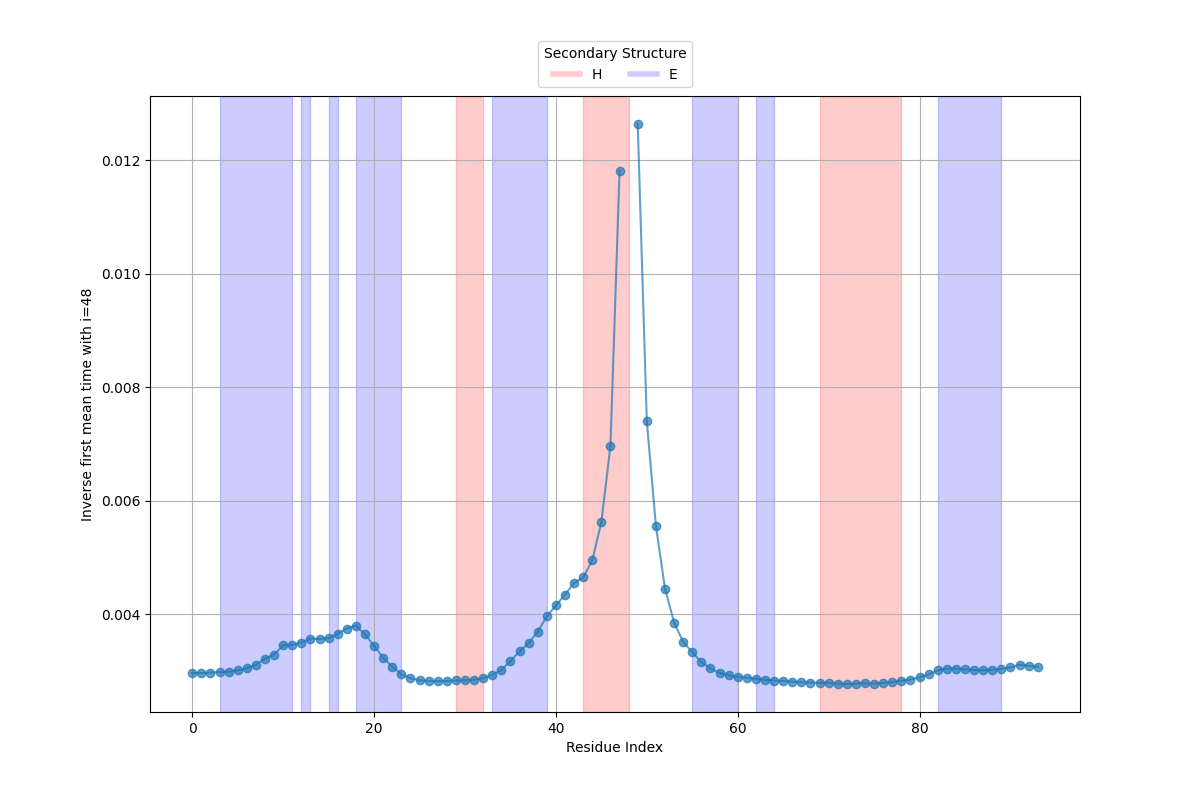 Secondary Structure
H E
0.012
0.010
0.008
0.006
0.004
Inverse first mean time with i=48
0 20 40 60 80
Residue Index